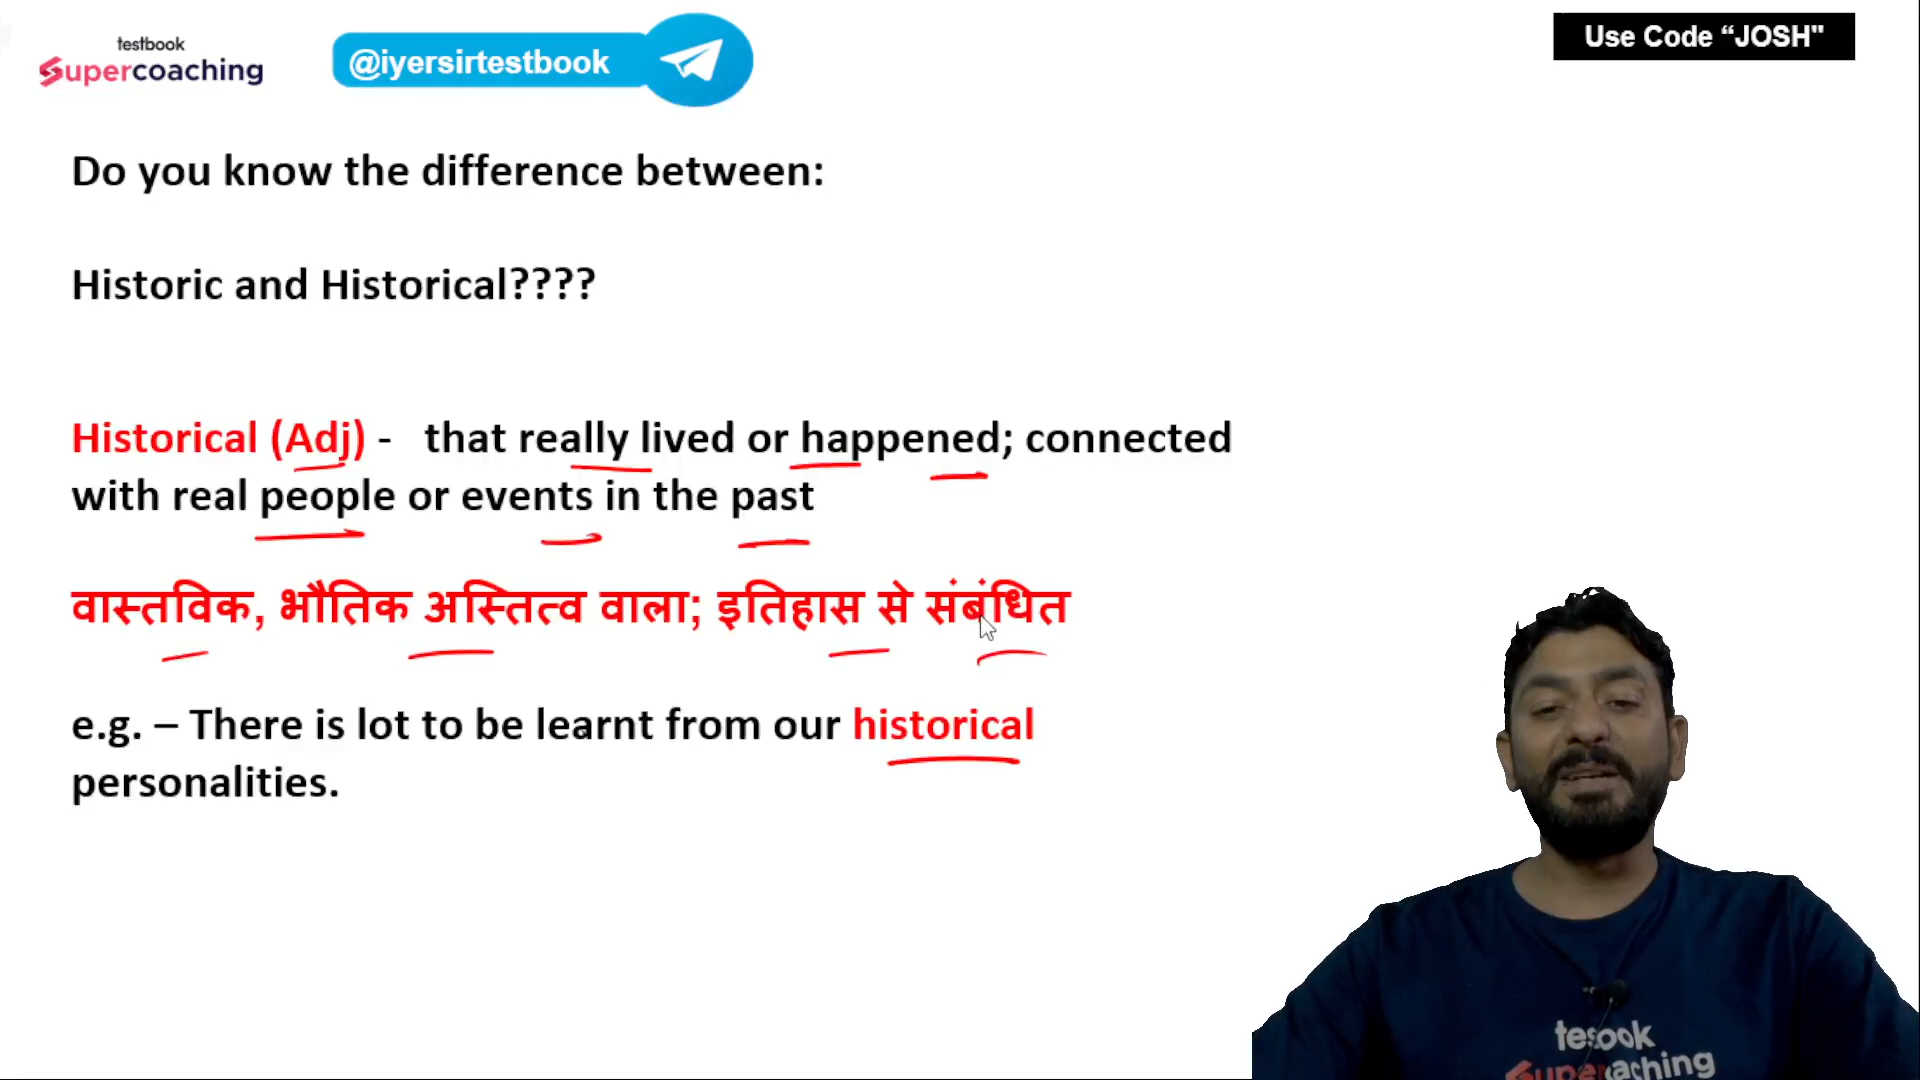 testbook
Supercoaching
@iyersirtestbook
Use Code “JOSH"
Do you know the difference between:
Historic and Historical????
Historical (Adj) - that really lived or happened; connected
with real people or events in the past
वास्तविक, भौतिक अस्तित्व वाला; इतिहास से संबंधित
e.g. – There is lot to be learnt from our historical
personalities.